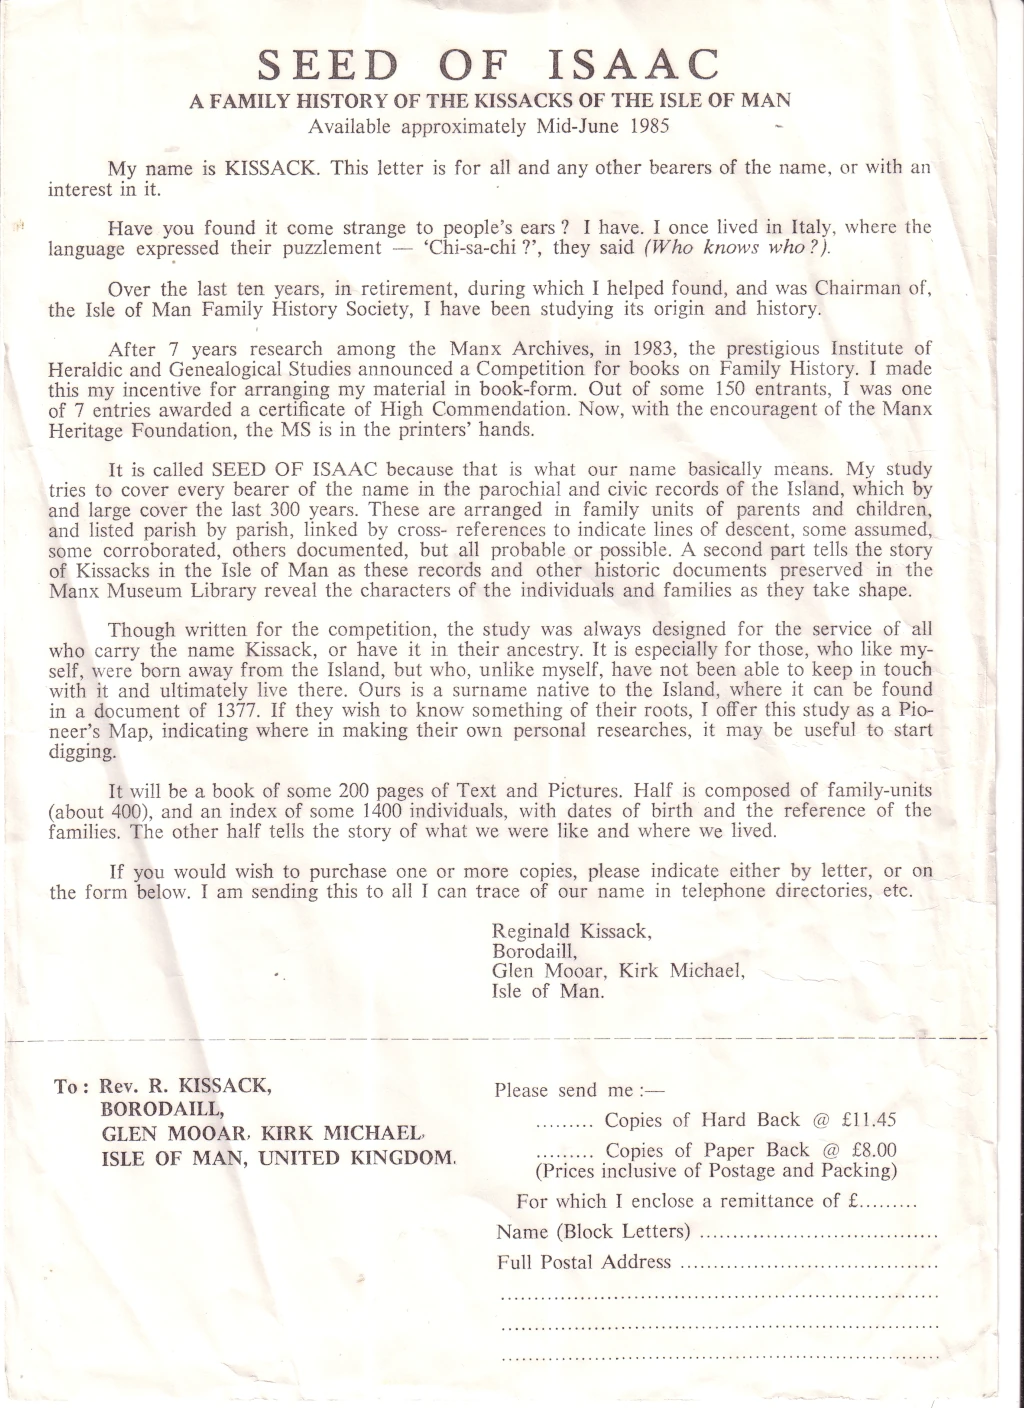 SEED OF ISAAC
A FAMILY HISTORY OF THE KISSACKS OF THE ISLE OF MAN
Available approximately Mid-June 1985
My name is KISSACK. This letter is for all and any other bearers of the name, or with an
interest in it.
Have you found it come strange to people's ears? I have. I once lived in Italy, where the
language expressed their puzzlement — 'Chi-sa-chi?', they said (Who knows who?).
Over the last ten years, in retirement, during which I helped found, and was Chairman of,
the Isle of Man Family History Society, I have been studying its origin and history.
After 7 years research among the Manx Archives, in 1983, the prestigious Institute of
Heraldic and Genealogical Studies announced a Competition for books on Family History. I made
this my incentive for arranging my material in book-form. Out of some 150 entrants, I was one
of 7 entries awarded a certificate of High Commendation. Now, with the encouragent of the Manx
Heritage Foundation, the MS is in the printers' hands.
It is called SEED OF ISAAC because that is what our name basically means. My study
tries to cover every bearer of the name in the parochial and civic records of the Island, which by
and large cover the last 300 years. These are arranged in family units of parents and children,
and listed parish by parish, linked by cross- references to indicate lines of descent, some assumed,
some corroborated, others documented, but all probable or possible. A second part tells the story
of Kissacks in the Isle of Man as these records and other historic documents preserved in the
Manx Museum Library reveal the characters of the individuals and families as they take shape.
Though written for the competition, the study was always designed for the service of all
who carry the name Kissack, or have it in their ancestry. It is especially for those, who like my-
self, were born away from the Island, but who, unlike myself, have not been able to keep in touch
with it and ultimately live there. Ours is a surname native to the Island, where it can be found
in a document of 1377. If they wish to know something of their roots, I offer this study as a Pio-
neer's Map, indicating where in making their own personal researches, it may be useful to start
digging.
It will be a book of some 200 pages of Text and Pictures. Half is composed of family-units
(about 400), and an index of some 1400 individuals, with dates of birth and the reference of the
families. The other half tells the story of what we were like and where we lived.
If you would wish to purchase one or more copies, please indicate either by letter, or on
the form below. I am sending this to all I can trace of our name in telephone directories, etc.
Reginald Kissack,
Borodaill,
Glen Mooar, Kirk Michael,
Isle of Man.
To: Rev. R. KISSACK,
BORODAILL,
GLEN MOOAR, KIRK MICHAEL,
ISLE OF MAN, UNITED KINGDOM.
Please send me :—
......... Copies of Hard Back @ £11.45
......... Copies of Paper Back @ £8.00
(Prices inclusive of Postage and Packing)
For which I enclose a remittance of £.........
Name (Block Letters) ....................................
Full Postal Address .......................................
..................................................................
..................................................................
..................................................................